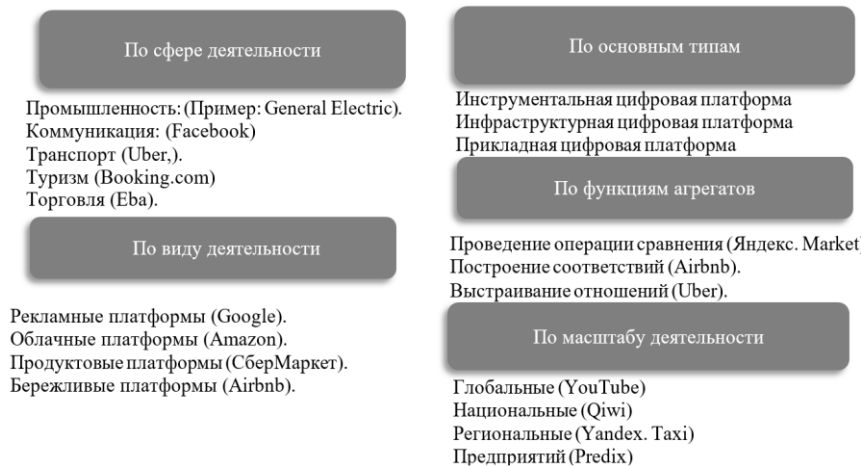 По сфере деятельности
Промышленность: (Пример: General Electric).
Коммуникация: (Facebook)
Транспорт (Uber,).
Туризм (Booking.com)
Торговля (Eba).
По виду деятельности
Рекламные платформы (Google).
Облачные платформы (Amazon).
Продуктовые платформы (СберМаркет).
Бережливые платформы (Airbnb).
По основным типам
Инструментальная цифровая платформа
Инфраструктурная цифровая платформа
Прикладная цифровая платформа
По функциям агрегатов
Проведение операции сравнения (Яндекс. Market)
Построение соответствий (Airbnb).
Выстраивание отношений (Uber).
По масштабу деятельности
Глобальные (YouTube)
Национальные (Qiwi)
Региональные (Yandex. Taxi)
Предприятий (Predix)